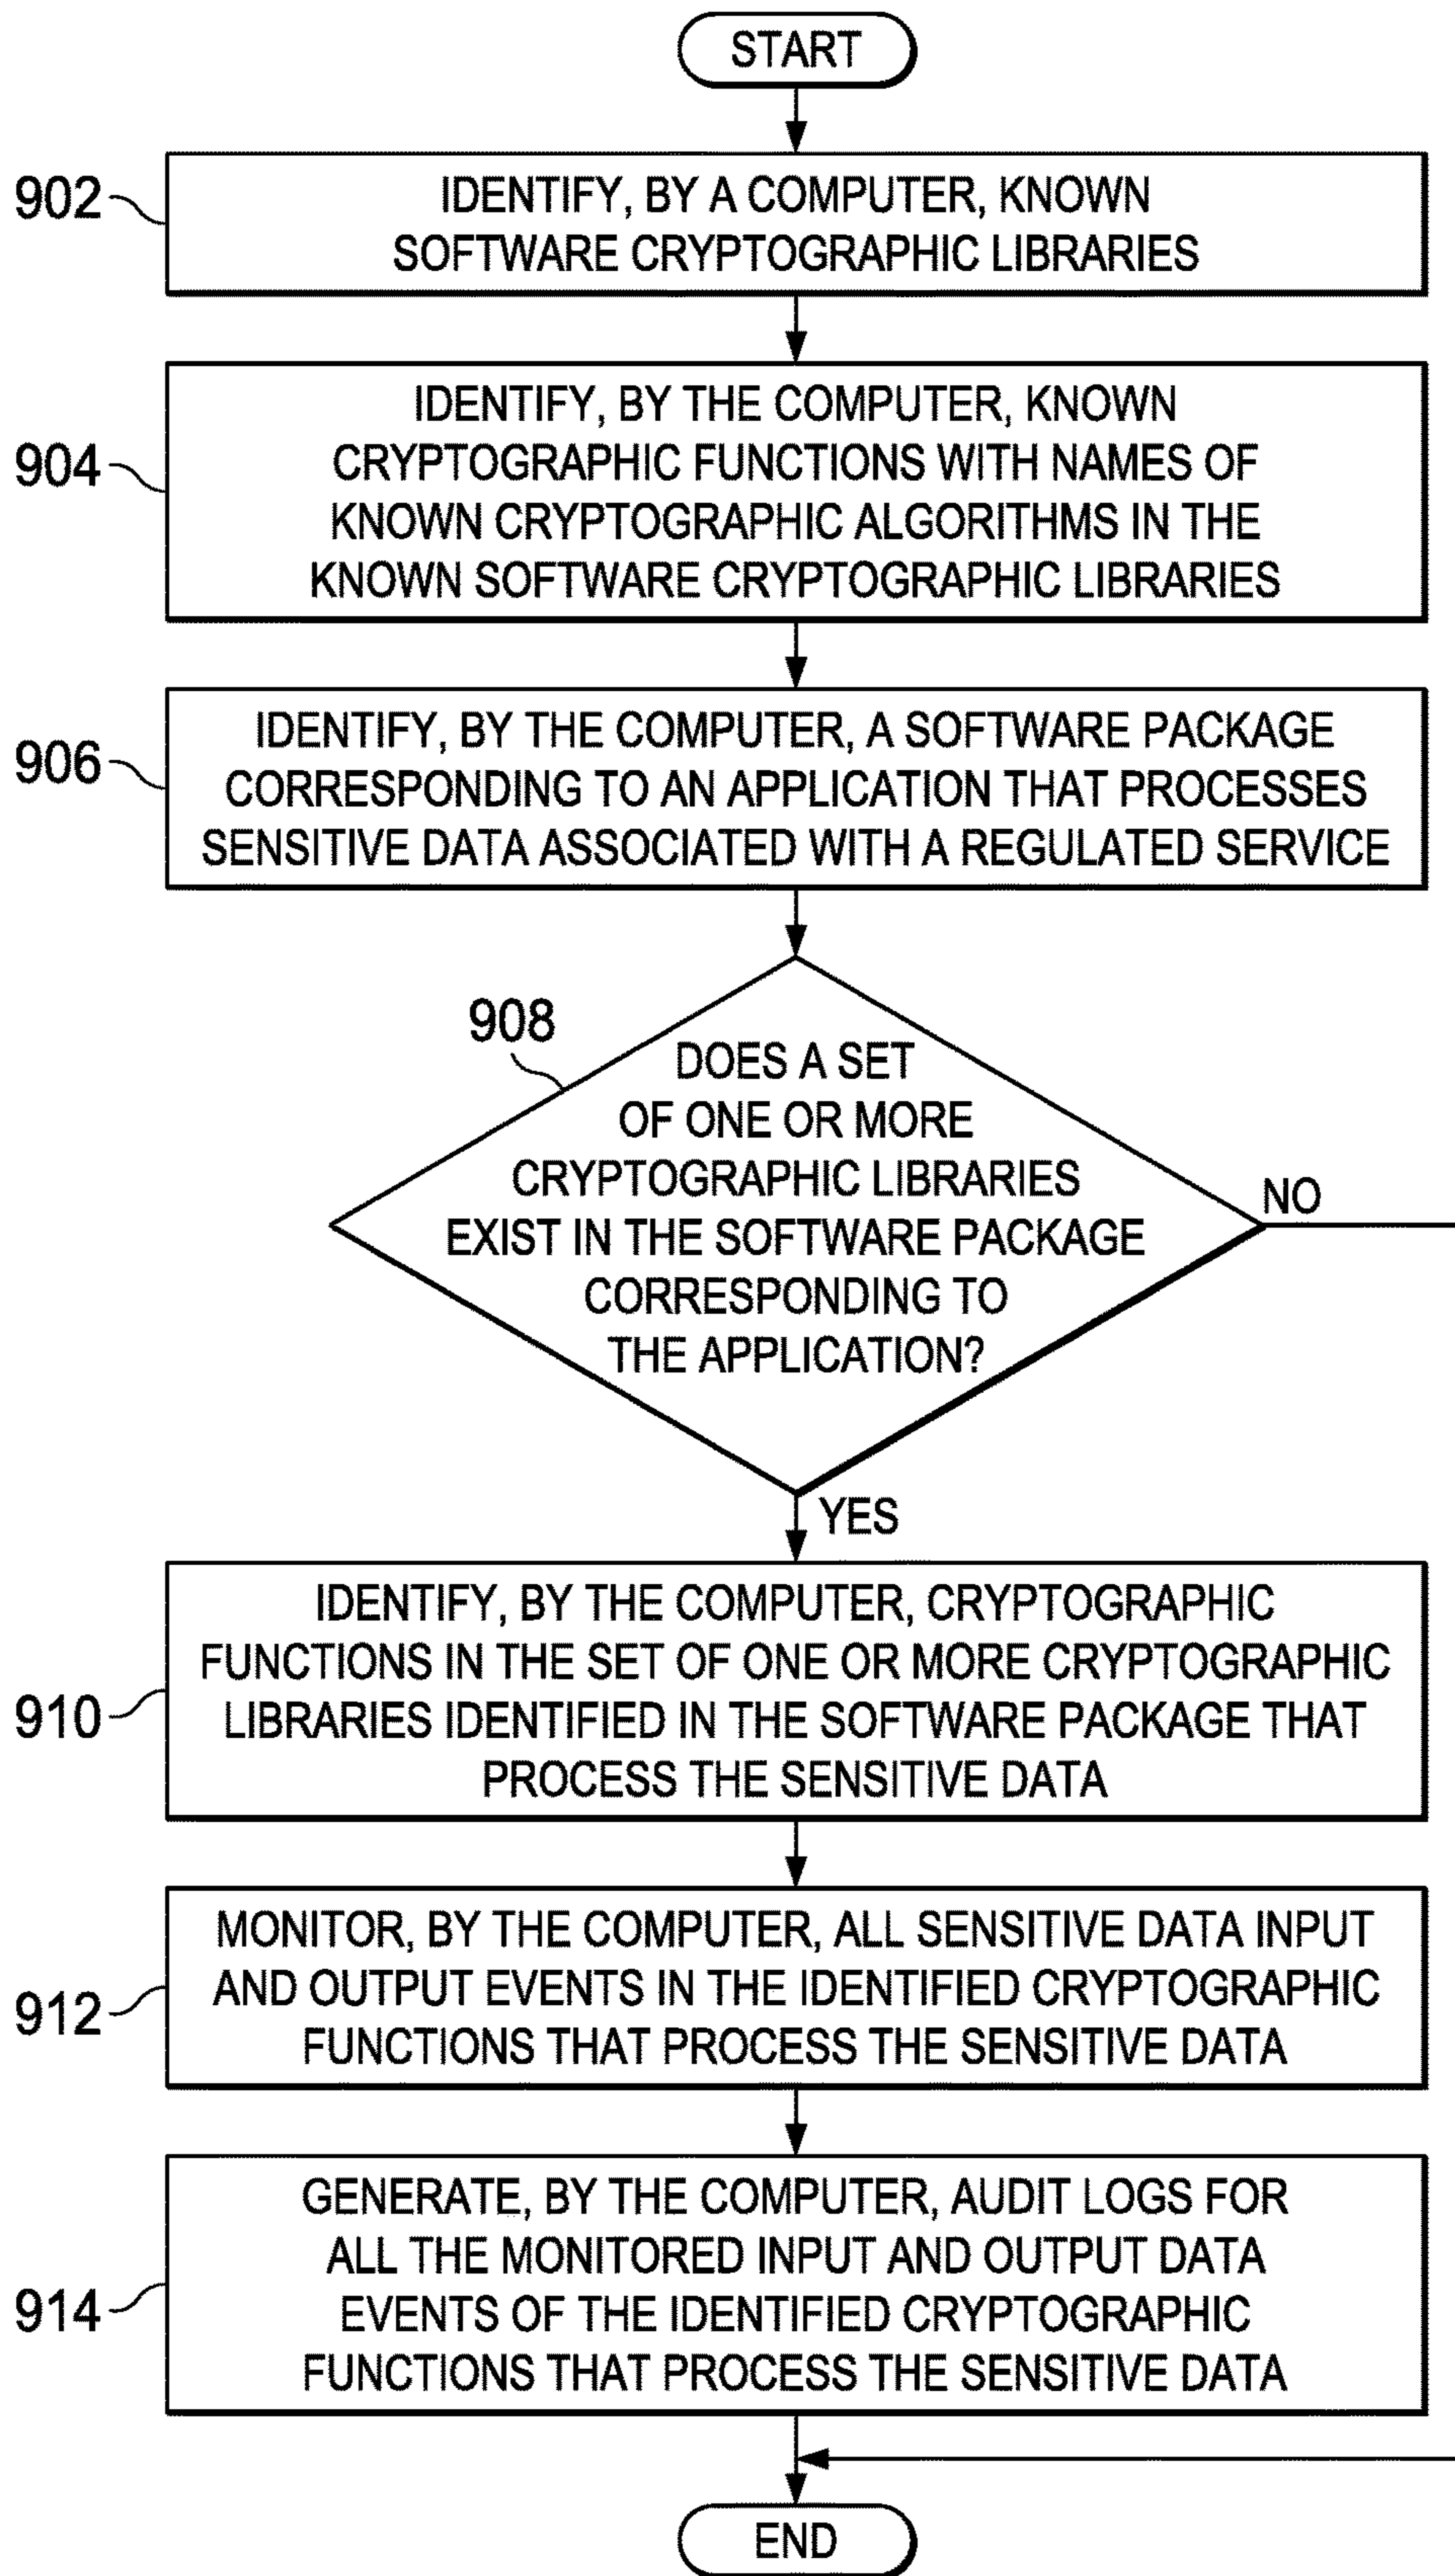 START
902
IDENTIFY, BY A COMPUTER, KNOWN
SOFTWARE CRYPTOGRAPHIC LIBRARIES
904
IDENTIFY, BY THE COMPUTER, KNOWN
CRYPTOGRAPHIC FUNCTIONS WITH NAMES OF
KNOWN CRYPTOGRAPHIC ALGORITHMS IN THE
KNOWN SOFTWARE CRYPTOGRAPHIC LIBRARIES
906
IDENTIFY, BY THE COMPUTER, A SOFTWARE PACKAGE
CORRESPONDING TO AN APPLICATION THAT PROCESSES
SENSITIVE DATA ASSOCIATED WITH A REGULATED SERVICE
908
DOES A SET
OF ONE OR MORE
CRYPTOGRAPHIC LIBRARIES
EXIST IN THE SOFTWARE PACKAGE
CORRESPONDING TO
THE APPLICATION?
NO
YES
910
IDENTIFY, BY THE COMPUTER, CRYPTOGRAPHIC
FUNCTIONS IN THE SET OF ONE OR MORE CRYPTOGRAPHIC
LIBRARIES IDENTIFIED IN THE SOFTWARE PACKAGE THAT
PROCESS THE SENSITIVE DATA
912
MONITOR, BY THE COMPUTER, ALL SENSITIVE DATA INPUT
AND OUTPUT EVENTS IN THE IDENTIFIED CRYPTOGRAPHIC
FUNCTIONS THAT PROCESS THE SENSITIVE DATA
914
GENERATE, BY THE COMPUTER, AUDIT LOGS FOR
ALL THE MONITORED INPUT AND OUTPUT DATA
EVENTS OF THE IDENTIFIED CRYPTOGRAPHIC
FUNCTIONS THAT PROCESS THE SENSITIVE DATA
END